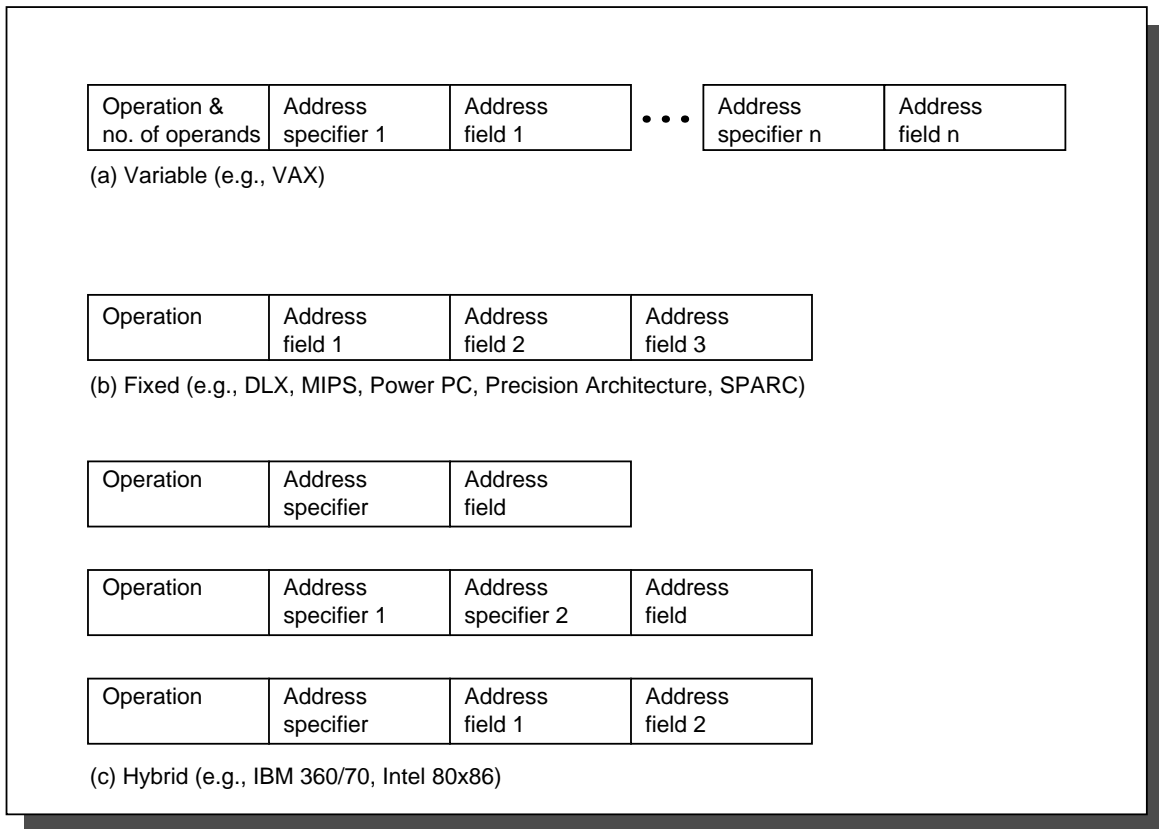 Operation & no. of operands
Address specifier 1
Address field 1
• • •
Address specifier n
Address field n
(a) Variable (e.g., VAX)
Operation
Address field 1
Address field 2
Address field 3
(b) Fixed (e.g., DLX, MIPS, Power PC, Precision Architecture, SPARC)
Operation
Address specifier
Address field
Operation
Address specifier 1
Address specifier 2
Address field
Operation
Address specifier
Address field 1
Address field 2
(c) Hybrid (e.g., IBM 360/70, Intel 80x86)